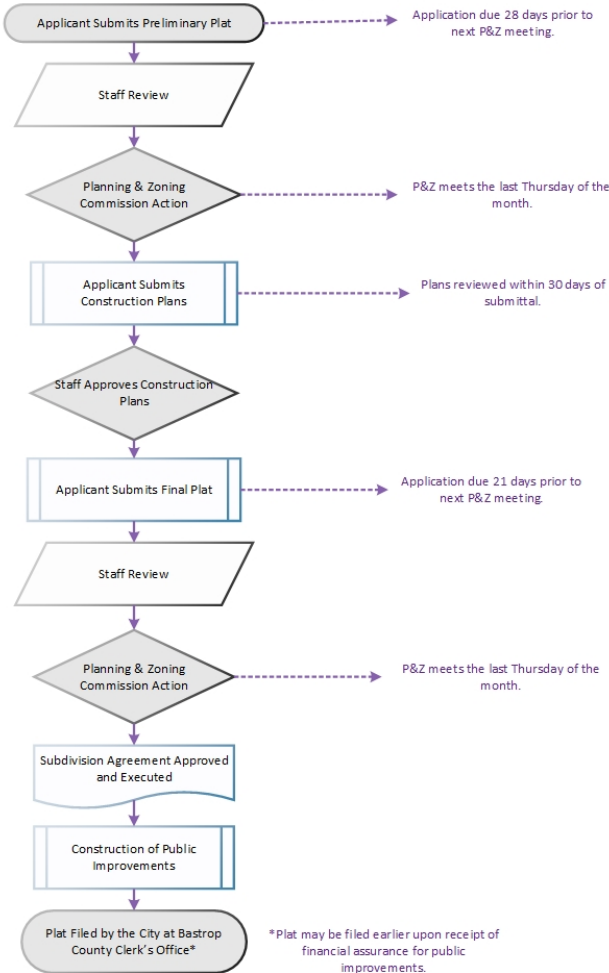 Applicant Submits Preliminary Plat
Application due 28 days prior to
next P&Z meeting.
Staff Review
Planning & Zoning
Commission Action
P&Z meets the last Thursday of the
month.
Applicant Submits
Construction Plans
Plans reviewed within 30 days of
submittal.
Staff Approves Construction
Plans
Applicant Submits Final Plat
Application due 21 days prior to
next P&Z meeting.
Staff Review
Planning & Zoning
Commission Action
P&Z meets the last Thursday of the
month.
Subdivision Agreement Approved
and Executed
Construction of Public
Improvements
Plat Filed by the City at Bastrop
County Clerk's Office*
*Plat may be filed earlier upon receipt of
financial assurance for public
improvements.